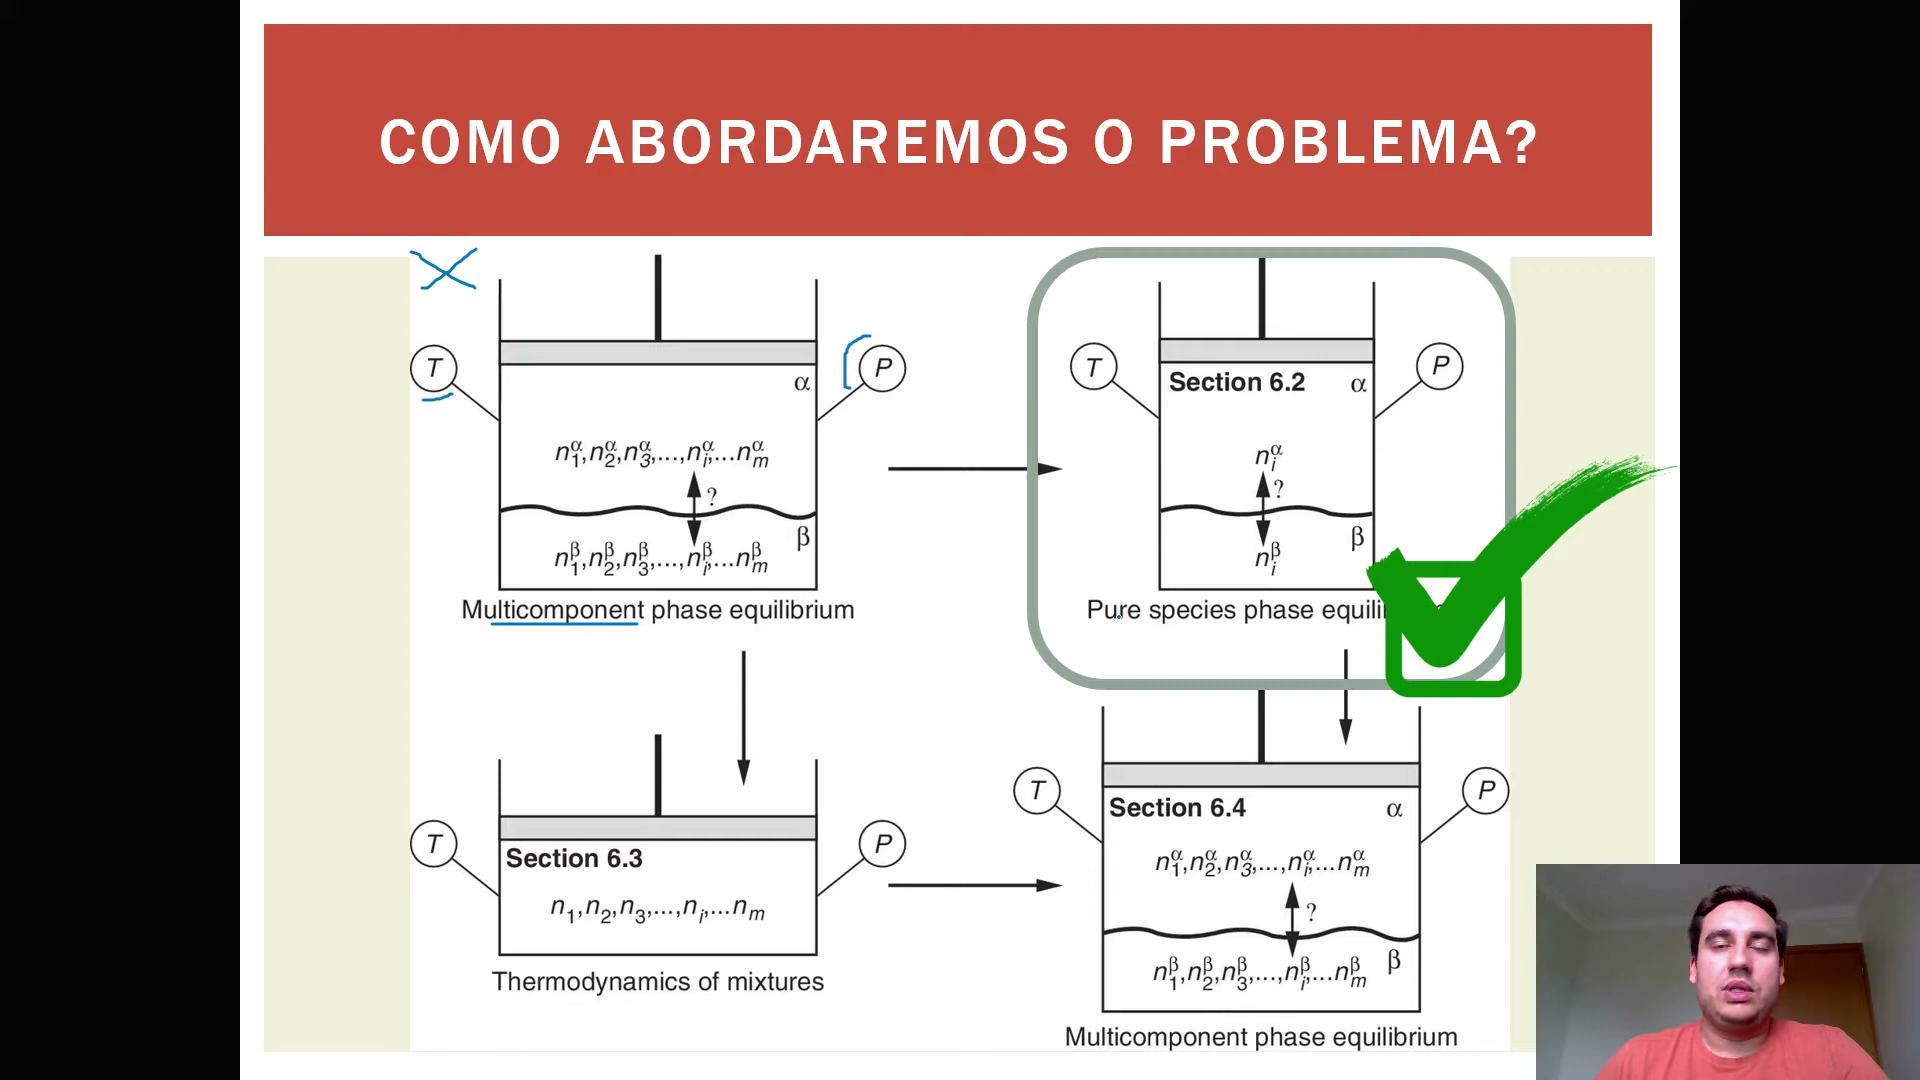 COMO ABORDAREMOS O PROBLEMA?
T
P
α
n₁^α,n₂^α,n₃^α,...,nᵢ^α,...nₘ^α
?
β
n₁^β,n₂^β,n₃^β,...,nᵢ^β,...nₘ^β
Multicomponent phase equilibrium
T
P
Section 6.2 α
nᵢ^α
?
β
nᵢ^β
Pure species phase
T
P
Section 6.3
n₁,n₂,n₃,...,nᵢ,...nₘ
Thermodynamics of mixtures
T
P
Section 6.4 α
n₁^α,n₂^α,n₃^α,...,nᵢ^α,...nₘ^α
?
β
n₁^β,n₂^β,n₃^β,...,nᵢ^β,...nₘ^β
Multicomponent phase equilibrium